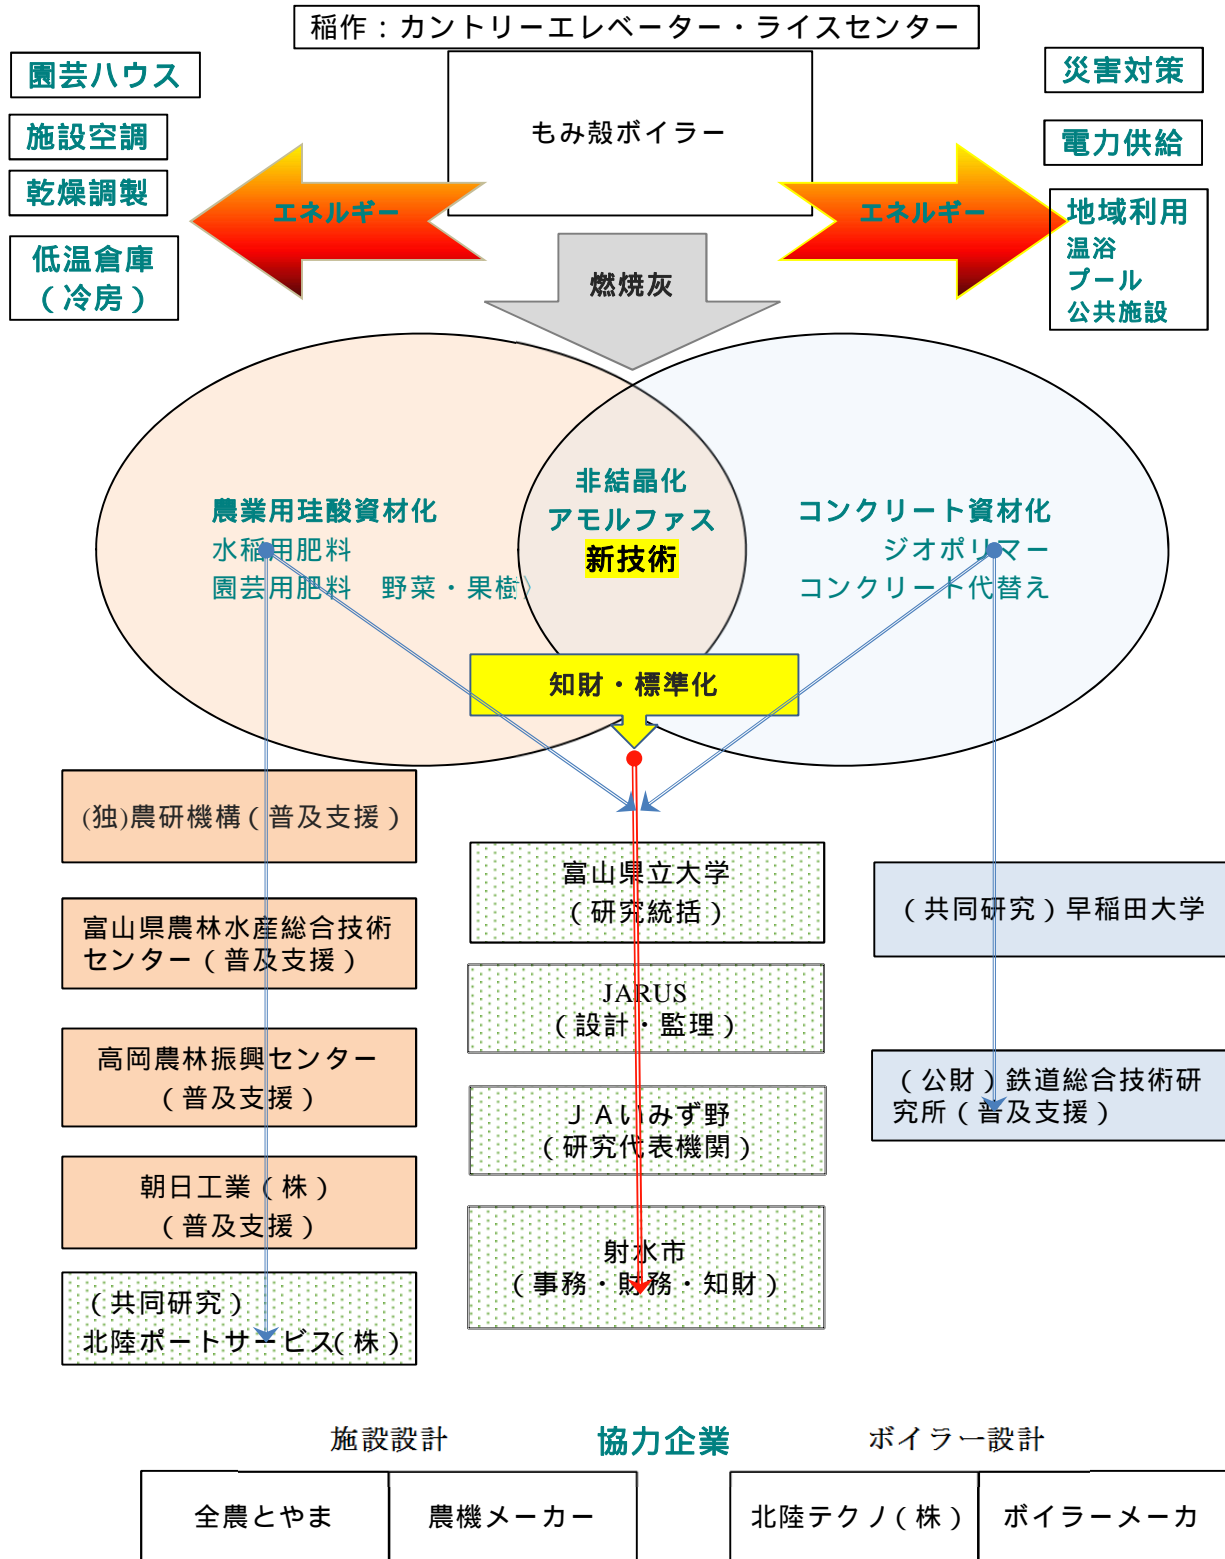 稲作：カントリーエレベーター・ライスセンター
園芸ハウス
施設空調
乾燥調製
低温倉庫
（冷房）
もみ殻ボイラー
災害対策
電力供給
地域利用
温浴
プール
公共施設
エネルギー
エネルギー
燃焼灰
農業用珪酸資材化
水稲用肥料
園芸用肥料　野菜・果樹）
非結晶化
アモルファス
新技術
コンクリート資材化
ジオポリマー
コンクリート代替え
知財・標準化
(独)農研機構（普及支援）
富山県農林水産総合技術
センター（普及支援）
高岡農林振興センター
（普及支援）
朝日工業（株）
（普及支援）
（共同研究）
北陸ポートサービス（株）
富山県立大学
（研究統括）
JARUS
（設計・監理）
ＪＡいみず野
（研究代表機関）
射水市
（事務・財務・知財）
（共同研究）早稲田大学
（公財）鉄道総合技術研
究所（普及支援）
施設設計
協力企業
ボイラー設計
全農とやま
農機メーカー
北陸テクノ（株）
ボイラーメーカ